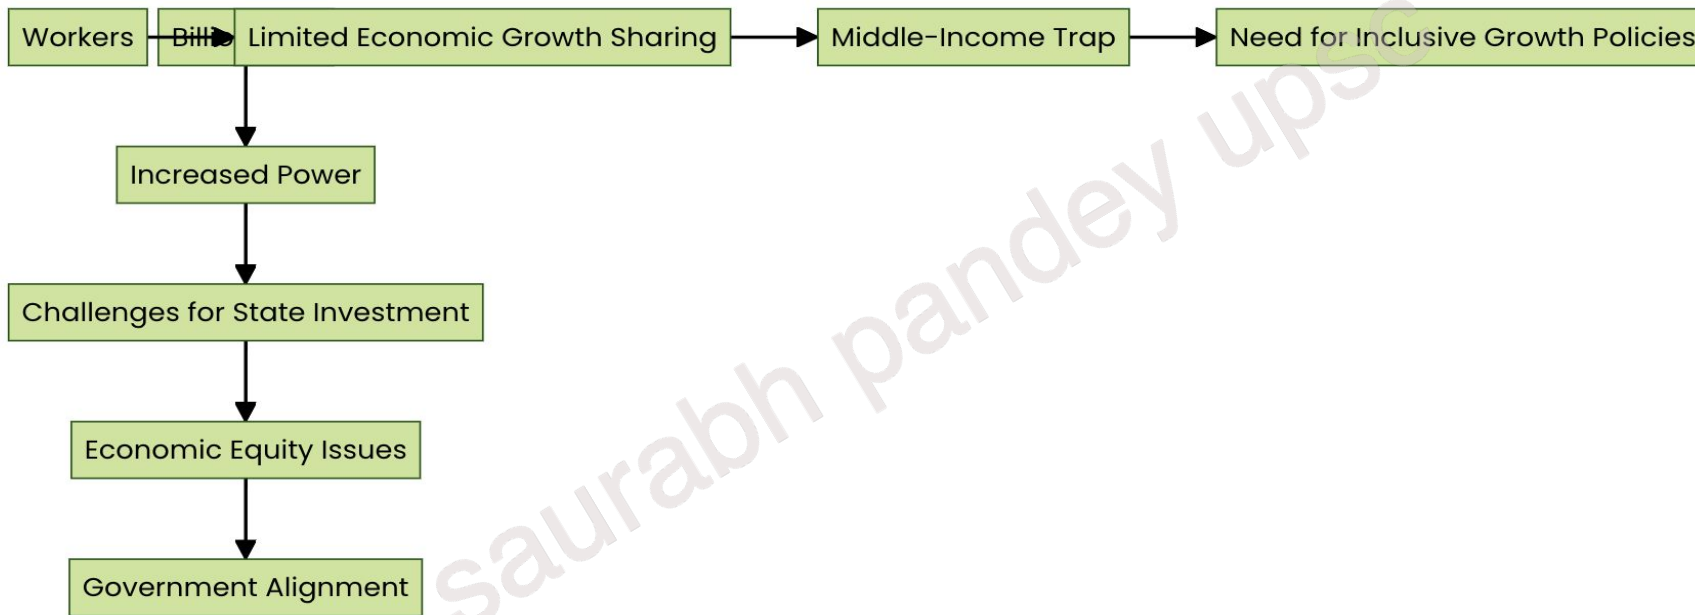 Workers
Limited Economic Growth Sharing
Middle-Income Trap
Need for Inclusive Growth Policies
Increased Power
Challenges for State Investment
Economic Equity Issues
Government Alignment
saurabh pandey upsc